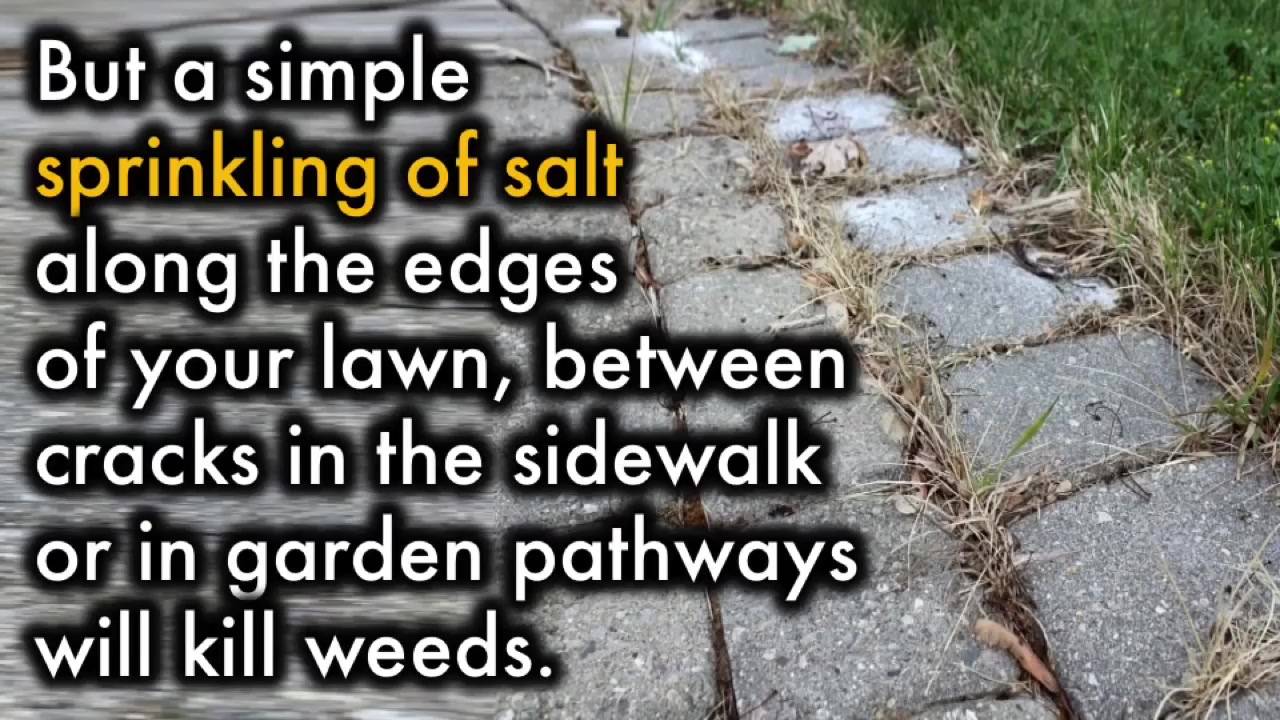 But a simple
sprinkling of salt
along the edges
of your lawn, between
cracks in the sidewalk
or in garden pathways
will kill weeds.